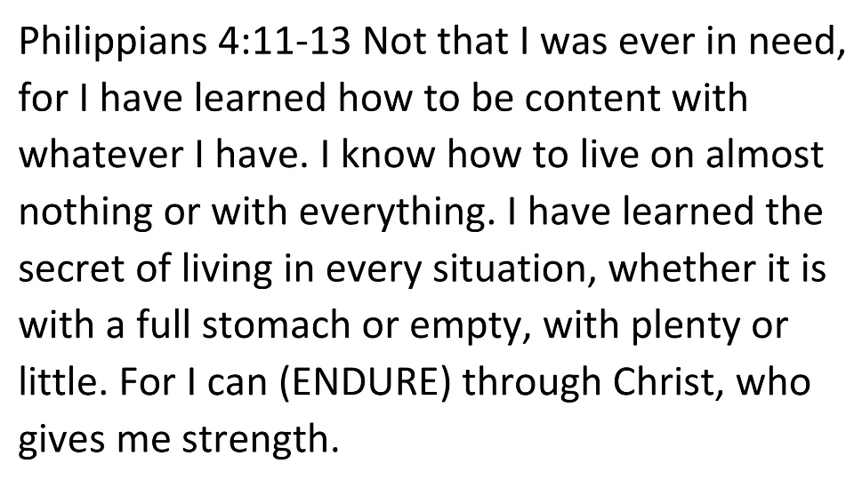 Philippians 4:11-13 Not that I was ever in need,
for I have learned how to be content with
whatever I have. I know how to live on almost
nothing or with everything. I have learned the
secret of living in every situation, whether it is
with a full stomach or empty, with plenty or
little. For I can (ENDURE) through Christ, who
gives me strength.